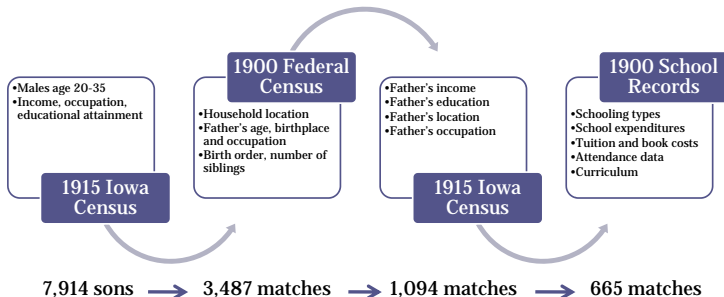 •Males age 20-35
•Income, occupation,
educational attainment
1915 Iowa
Census
1900 Federal
Census
•Household location
•Father's age, birthplace
and occupation
•Birth order, number of
siblings
•Father's income
•Father's education
•Father's location
•Father's occupation
1915 Iowa
Census
1900 School
Records
•Schooling types
•School expenditures
•Tuition and book costs
•Attendance data
•Curriculum
7,914 sons
3,487 matches
1,094 matches
665 matches